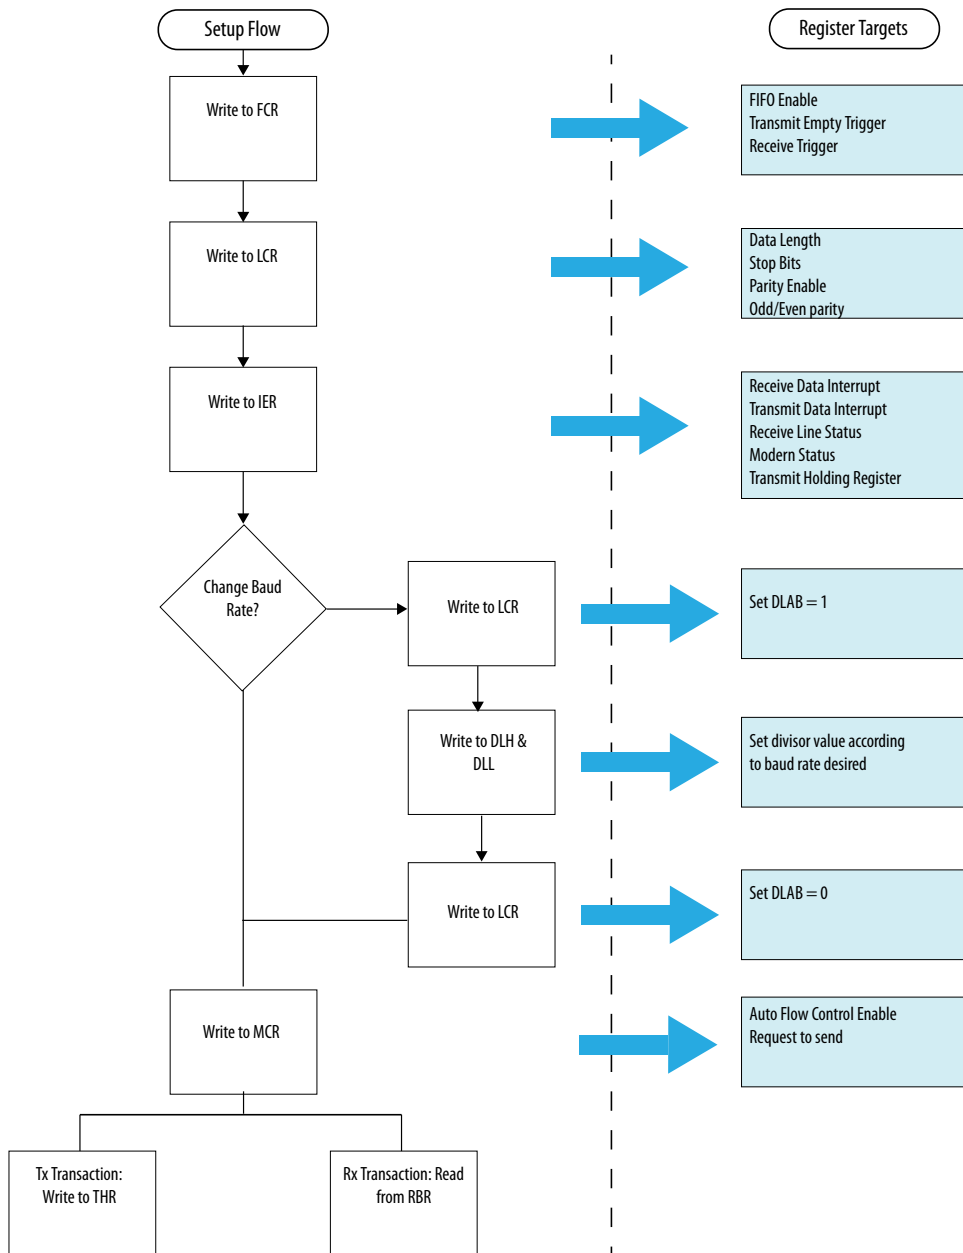 Setup Flow
Register Targets
Write to FCR
FIFO Enable
Transmit Empty Trigger
Receive Trigger
Write to LCR
Data Length
Stop Bits
Parity Enable
Odd/Even parity
Write to IER
Receive Data Interrupt
Transmit Data Interrupt
Receive Line Status
Modern Status
Transmit Holding Register
Change Baud
Rate?
Write to LCR
Set DLAB = 1
Write to DLH &
DLL
Set divisor value according
to baud rate desired
Write to LCR
Set DLAB = 0
Write to MCR
Auto Flow Control Enable
Request to send
Tx Transaction:
Write to THR
Rx Transaction: Read
from RBR